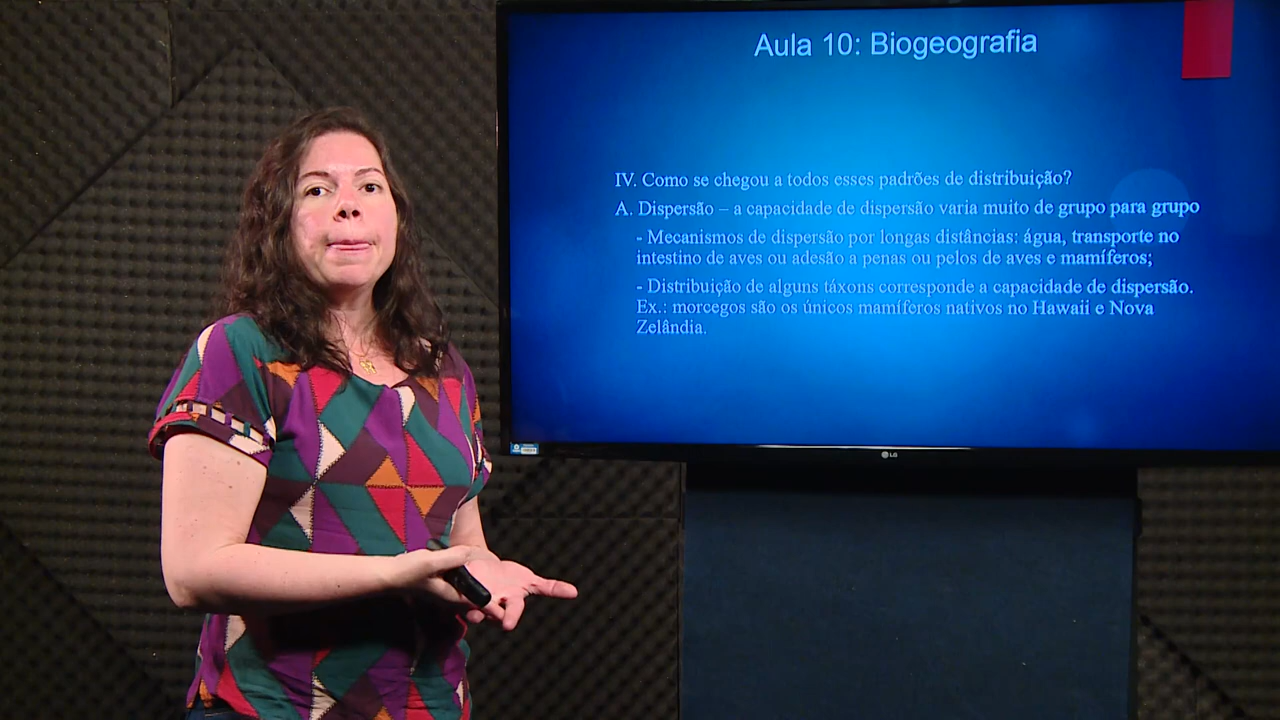 Aula 10: Biogeografia
IV. Como se chegou a todos esses padrões de distribuição?
A. Dispersão – a capacidade de dispersão varia muito de grupo para grupo
- Mecanismos de dispersão por longas distâncias: água, transporte no
intestino de aves ou adesão a penas ou pelos de aves e mamíferos;
- Distribuição de alguns táxons corresponde a capacidade de dispersão.
Ex.: morcegos são os únicos mamíferos nativos no Hawaii e Nova
Zelândia.
LG